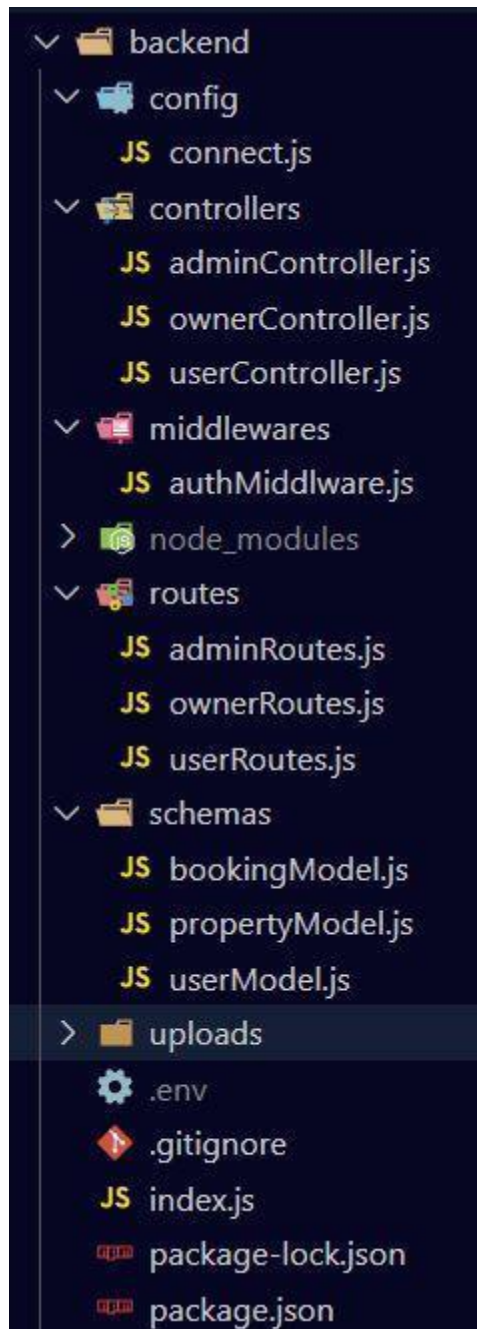 backend
config
JS connect.js
controllers
JS adminController.js
JS ownerController.js
JS userController.js
middlewares
JS authMiddlware.js
node_modules
routes
JS adminRoutes.js
JS ownerRoutes.js
JS userRoutes.js
schemas
JS bookingModel.js
JS propertyModel.js
JS userModel.js
uploads
.env
.gitignore
JS index.js
package-lock.json
package.json